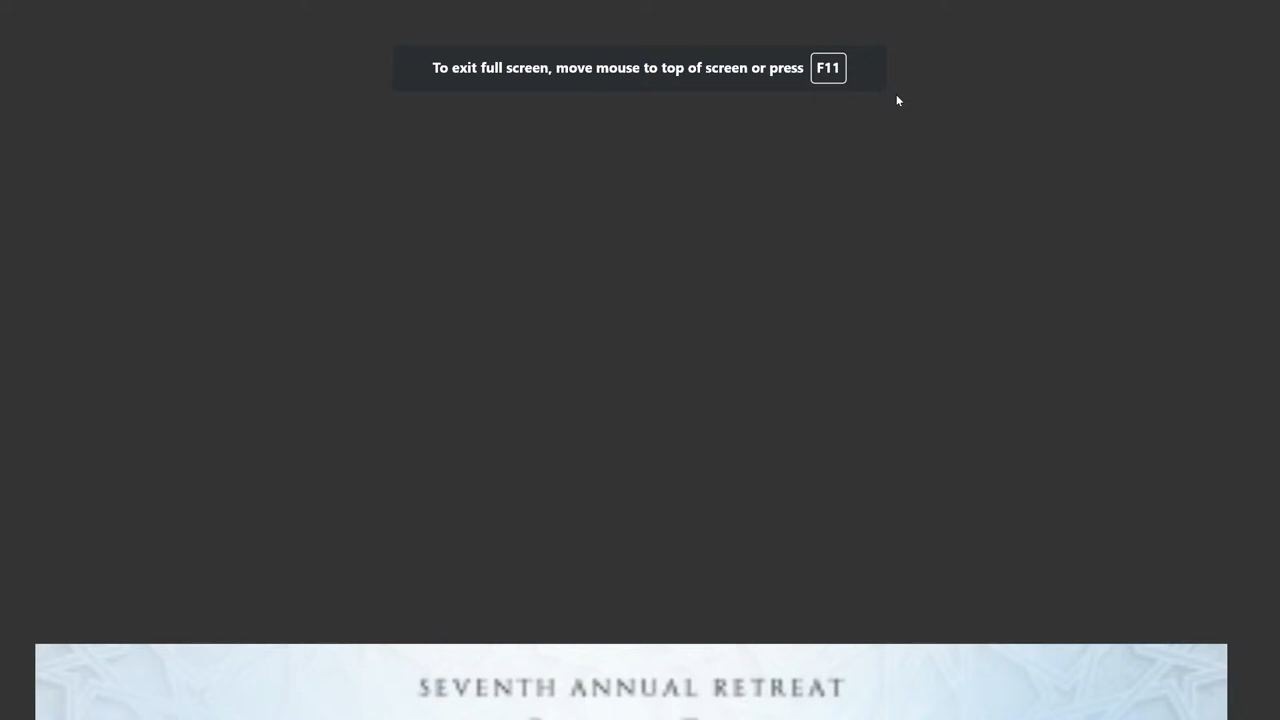 To exit full screen, move mouse to top of screen or press F11
SEVENTH ANNUAL RETREAT